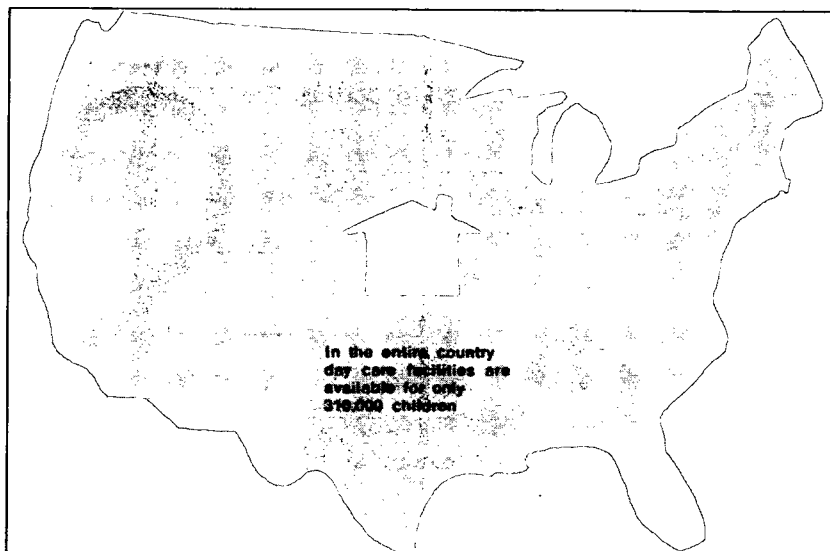 In the entire country
day care facilities are
available for only
310,000 children